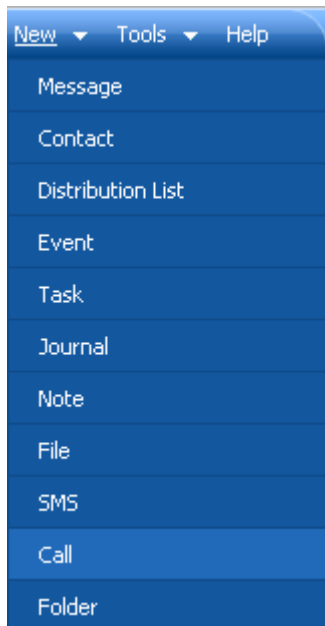 New Tools Help
Message
Contact
Distribution List
Event
Task
Journal
Note
File
SMS
Call
Folder